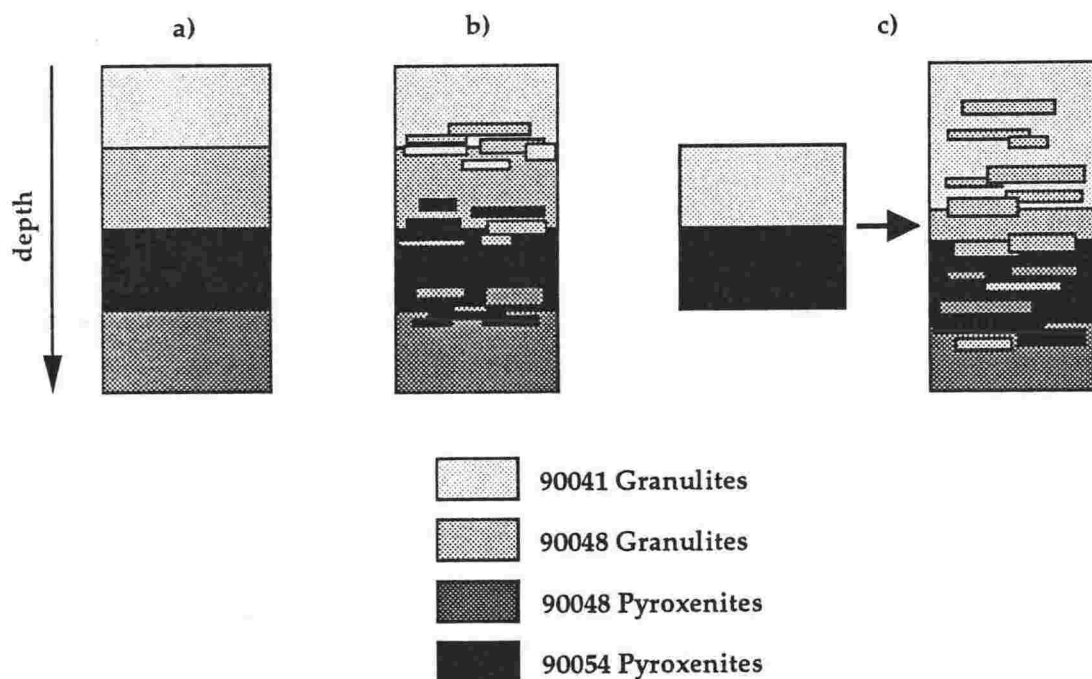 a)
b)
c)
depth
90041 Granulites
90048 Granulites
90048 Pyroxenites
90054 Pyroxenites